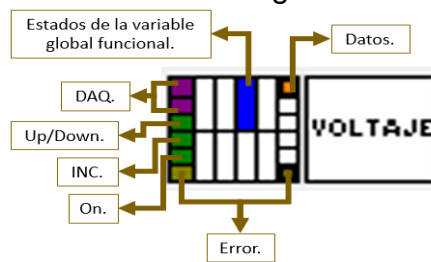 Estados de la variable
global funcional.
Datos.
DAQ.
Up/Down.
INC.
On.
VOLTAJE
Error.